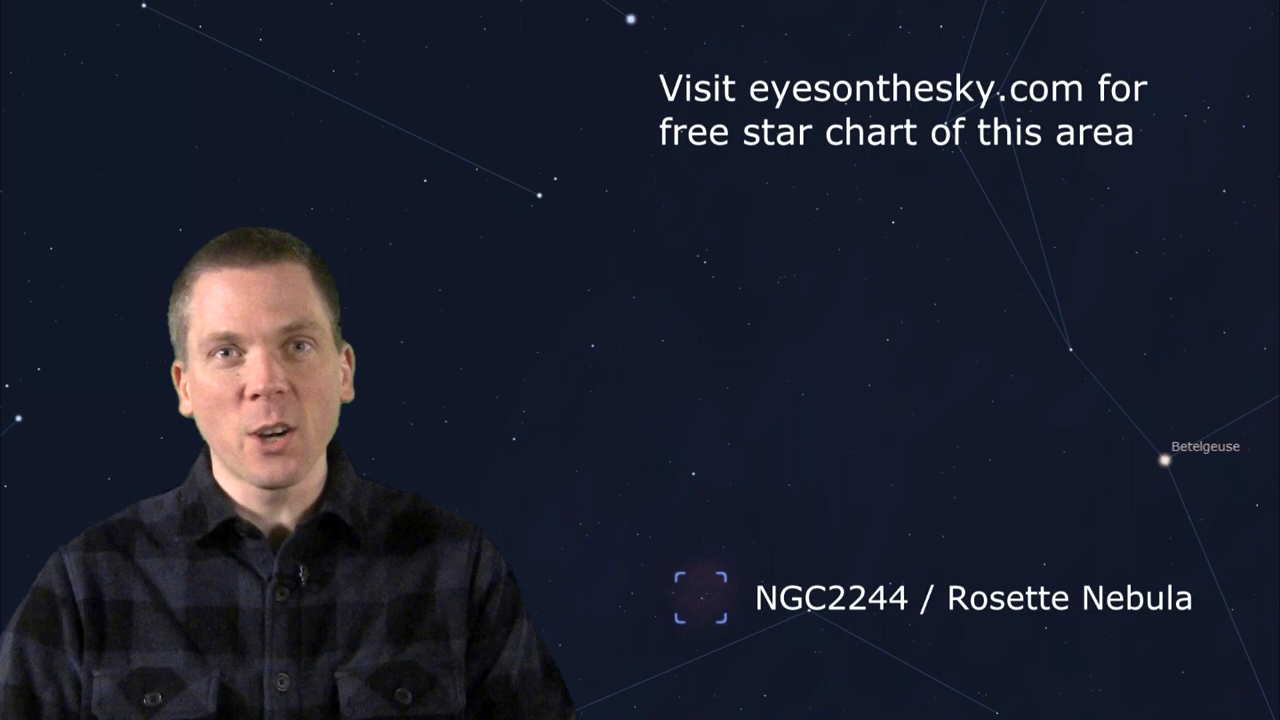 Visit eyesonthesky.com for
free star chart of this area
Betelgeuse
NGC2244 / Rosette Nebula